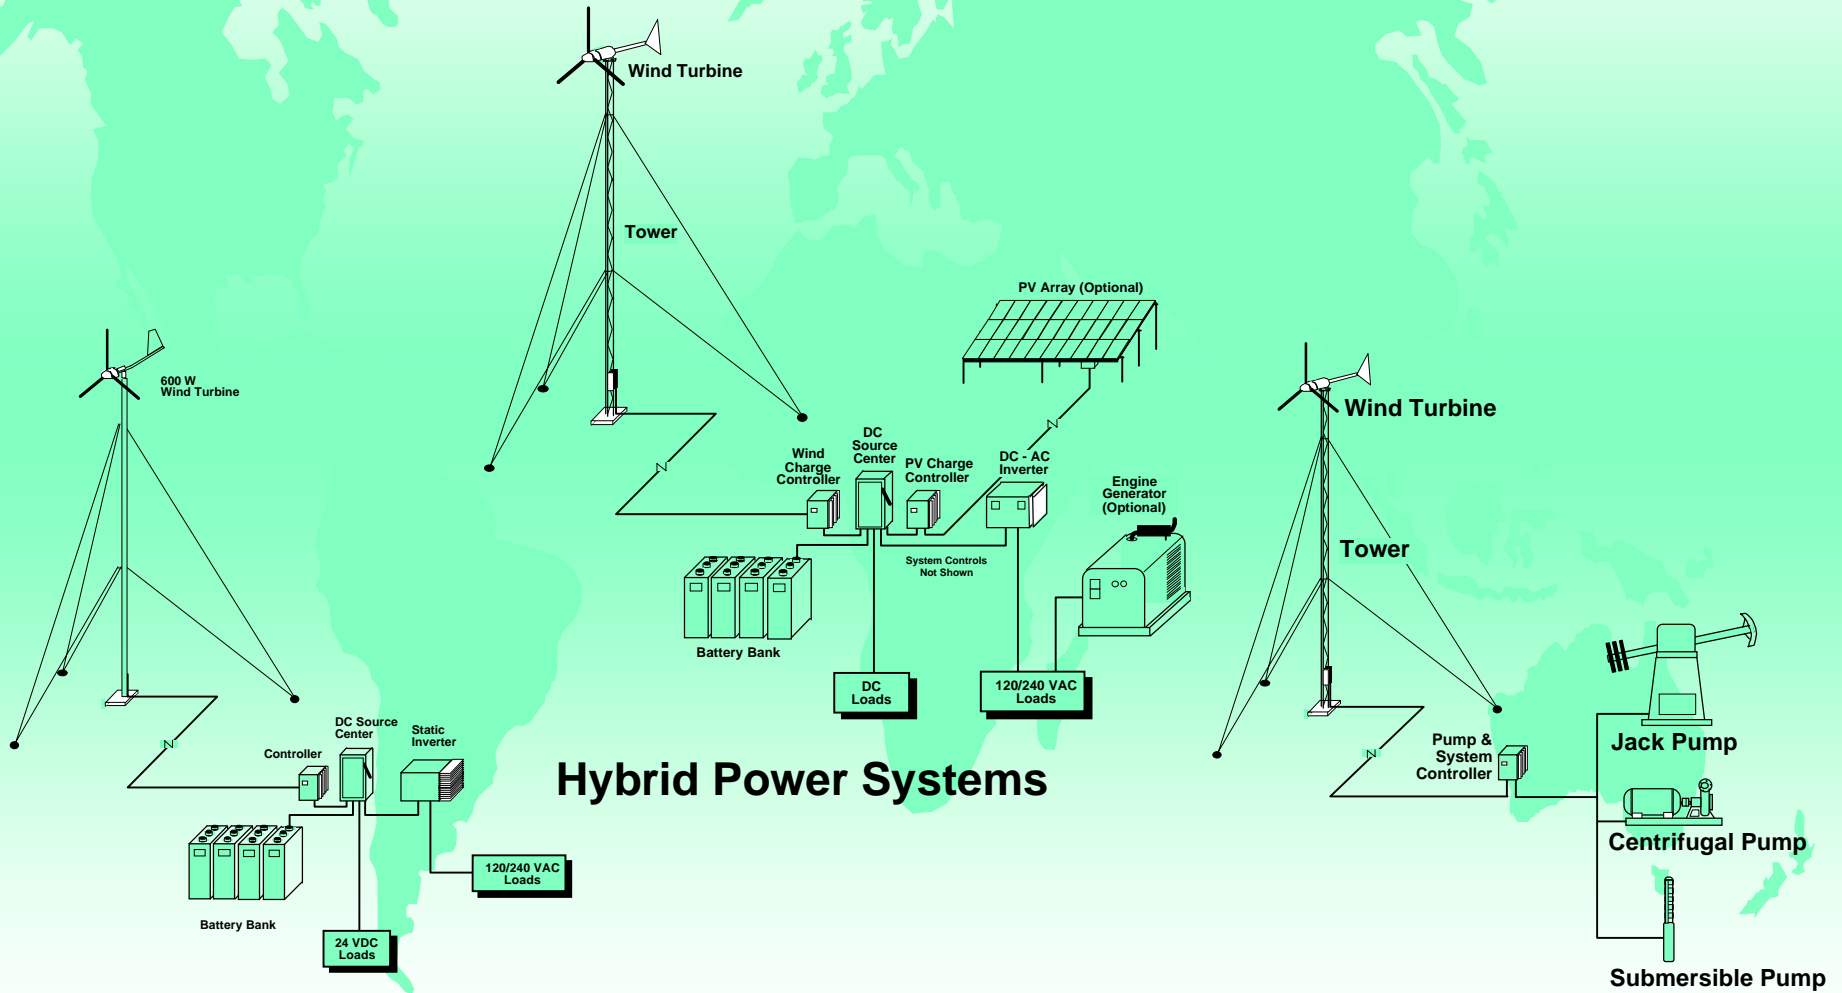 Wind Turbine
Tower
PV Array (Optional)
600 W
Wind Turbine
Wind Turbine
Wind
Charge
Controller
DC
Source
Center
PV Charge
Controller
DC - AC
Inverter
Engine
Generator
(Optional)
System Controls
Not Shown
Battery Bank
DC
Loads
120/240 VAC
Loads
Tower
Jack Pump
Pump &
System
Controller
Centrifugal Pump
Submersible Pump
Hybrid Power Systems
Controller
DC Source
Center
Static
Inverter
Battery Bank
120/240 VAC
Loads
24 VDC
Loads
N
N
N
N